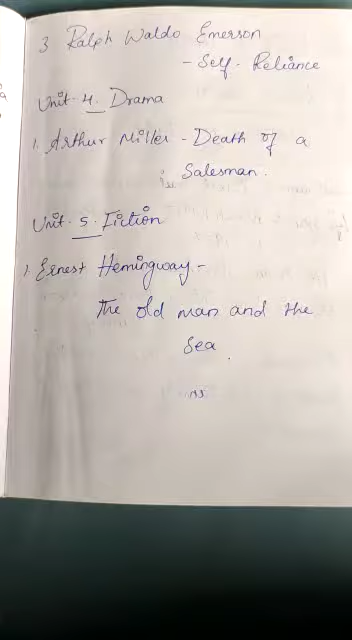 3 Ralph Waldo Emerson
- Self-Reliance
Unit-4. Drama
1. Arthur Miller - Death of a
Salesman.
Unit-5. Fiction
1. Ernest Hemingway -
The old man and the
Sea